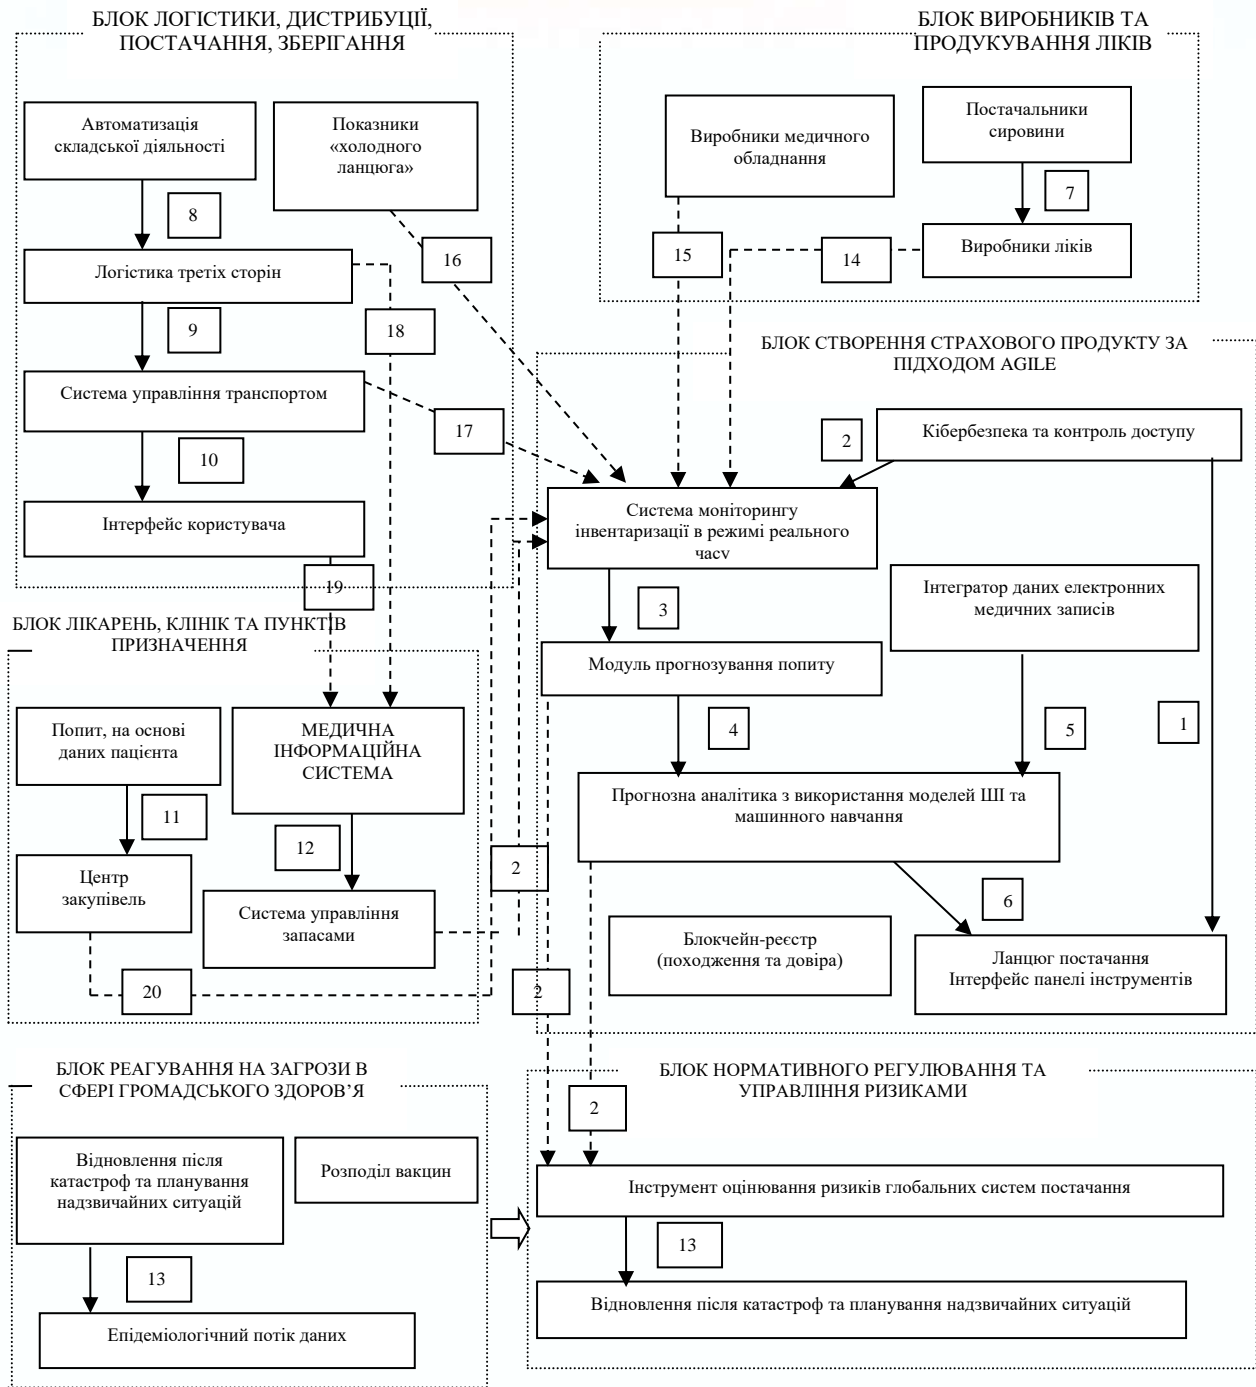 БЛОК ЛОГІСТИКИ, ДИСТРИБУЦІЇ,
ПОСТАЧАННЯ, ЗБЕРІГАННЯ
Автоматизація
складської діяльності
Показники
«холодного
ланцюга»
8
Логістика третіх сторін
16
9
18
Система управління транспортом
17
10
Інтерфейс користувача
19
БЛОК ВИРОБНИКІВ ТА
ПРОДУКУВАННЯ ЛІКІВ
Виробники медичного
обладнання
Постачальники
сировини
7
Виробники ліків
15
14
БЛОК СТВОРЕННЯ СТРАХОВОГО ПРОДУКТУ ЗА
ПІДХОДОМ AGILE
Кібербезпека та контроль доступу
2
Система моніторингу
інвентаризації в режимі реального
часу
Інтегратор даних електронних
медичних записів
3
Модуль прогнозування попиту
4
5
1
Прогнозна аналітика з використання моделей ШІ та
машинного навчання
6
Блокчейн-реєстр
(походження та довіра)
Ланцюг постачання
Інтерфейс панелі інструментів
БЛОК ЛІКАРЕНЬ, КЛІНІК ТА ПУНКТІВ
ПРИЗНАЧЕННЯ
Попит, на основі
даних пацієнта
МЕДИЧНА
ІНФОРМАЦІЙНА
СИСТЕМА
11
12
2
Центр
закупівель
Система управління
запасами
20
2
БЛОК РЕАГУВАННЯ НА ЗАГРОЗИ В
СФЕРІ ГРОМАДСЬКОГО ЗДОРОВ’Я
Відновлення після
катастроф та планування
надзвичайних ситуацій
Розподіл вакцин
13
Епідеміологічний потік даних
БЛОК НОРМАТИВНОГО РЕГУЛЮВАННЯ ТА
УПРАВЛІННЯ РИЗИКАМИ
2
Інструмент оцінювання ризиків глобальних систем постачання
13
Відновлення після катастроф та планування надзвичайних ситуацій